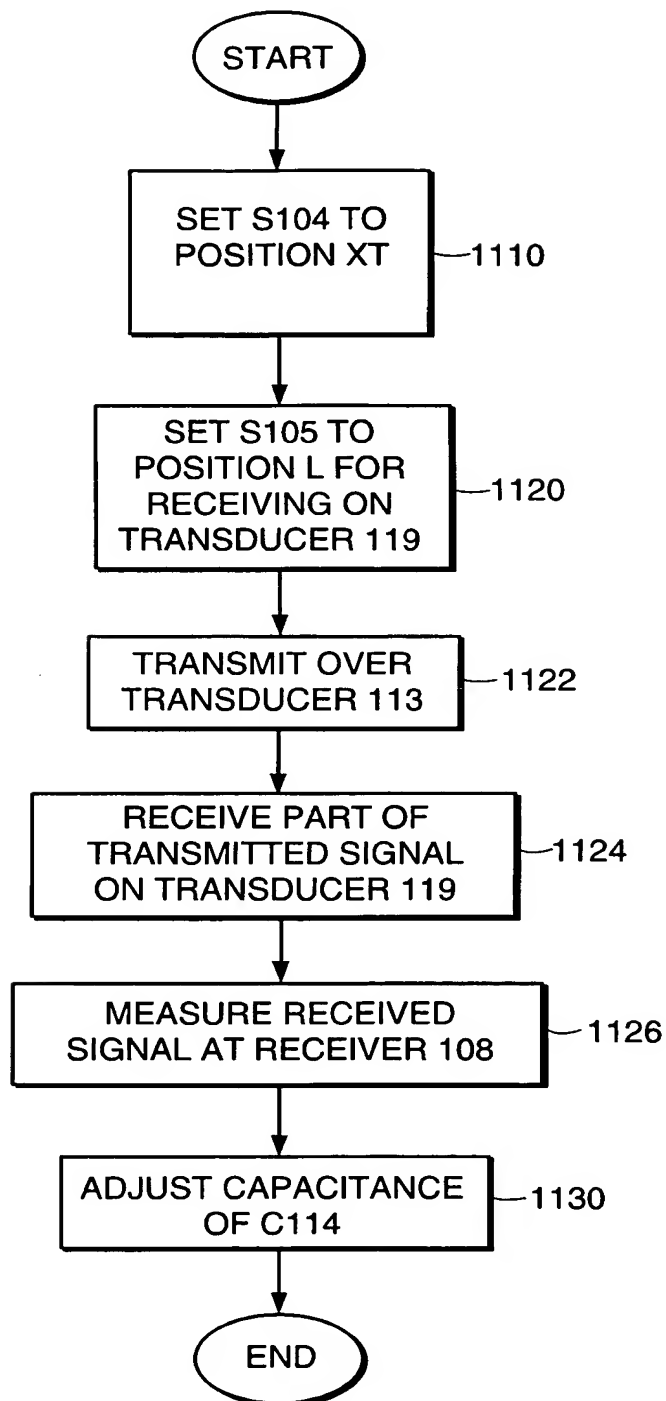 START
SET S104 TO
POSITION XT
1110
SET S105 TO
POSITION L FOR
RECEIVING ON
TRANSDUCER 119
1120
TRANSMIT OVER
TRANSDUCER 113
1122
RECEIVE PART OF
TRANSMITTED SIGNAL
ON TRANSDUCER 119
1124
MEASURE RECEIVED
SIGNAL AT RECEIVER 108
1126
ADJUST CAPACITANCE
OF C114
1130
END